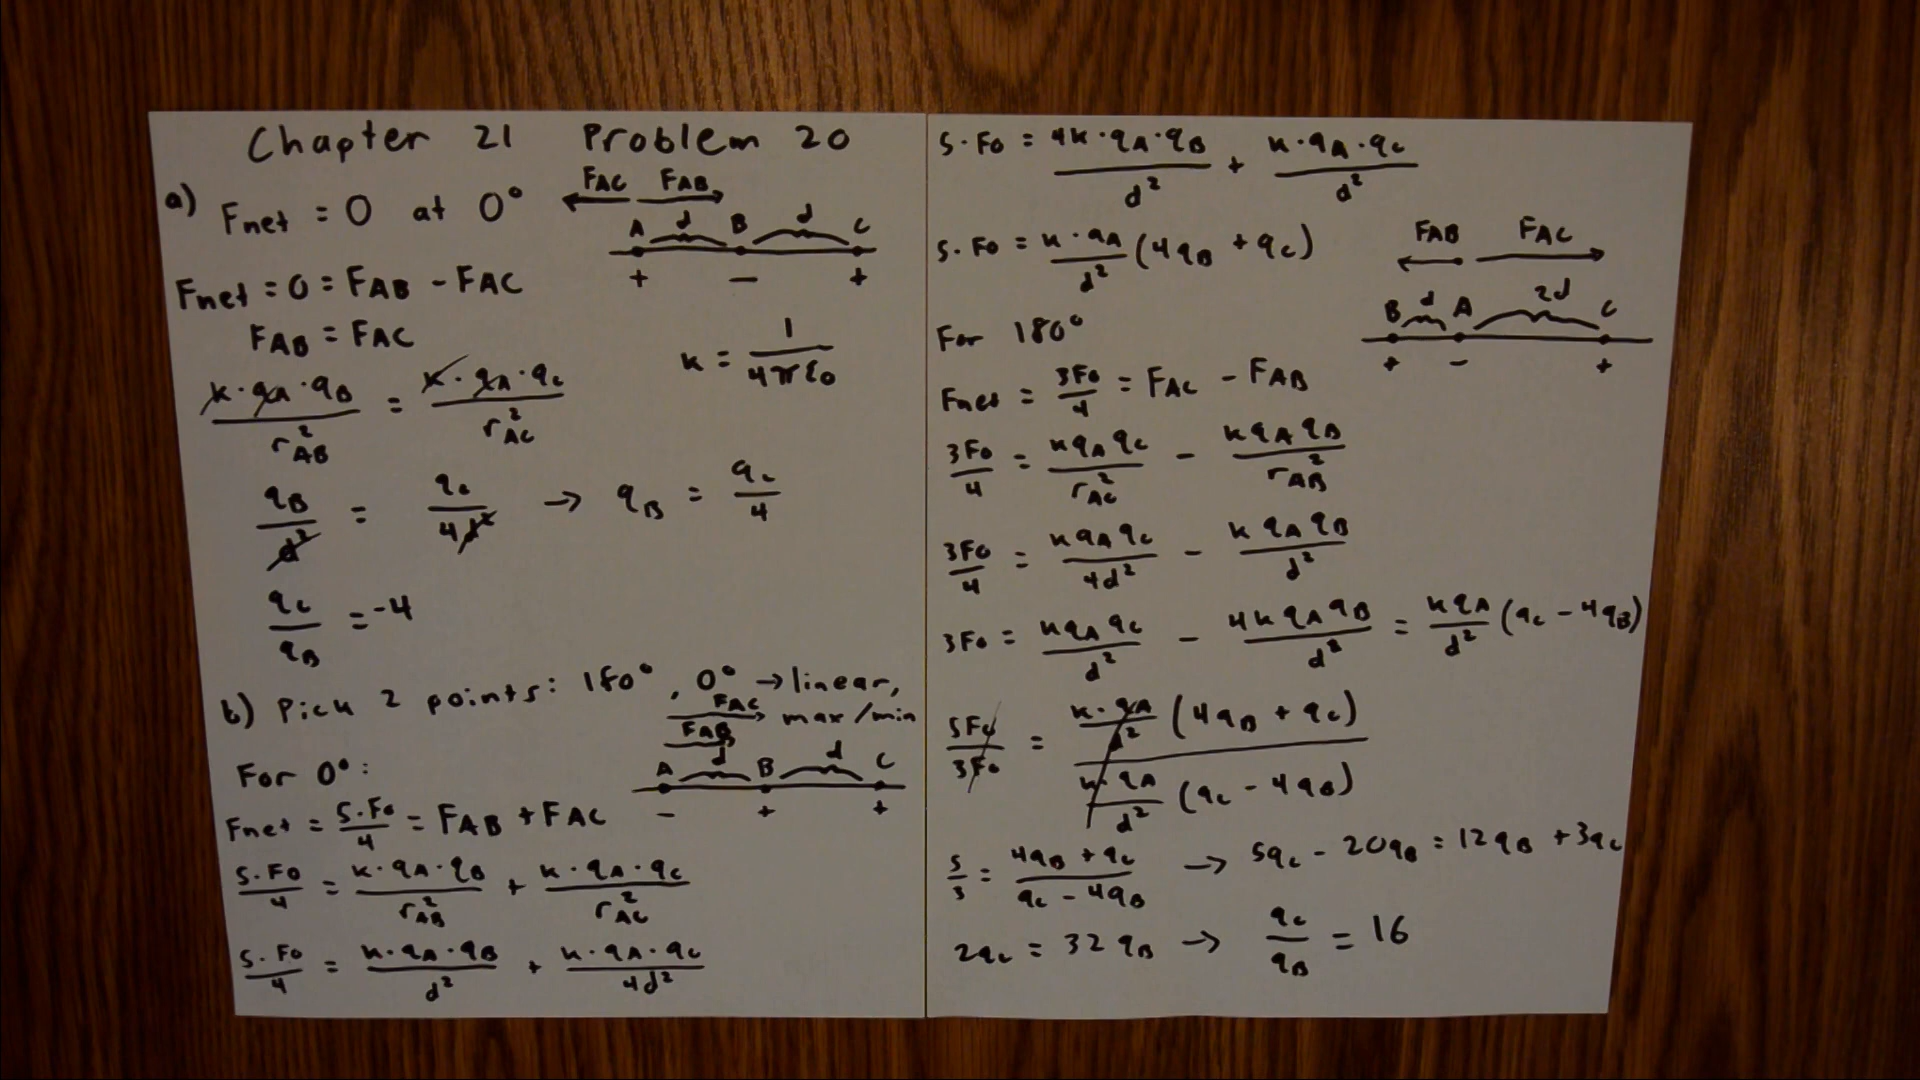 Chapter 21 Problem 20
a) Fnet = 0 at 0°
FAC FAB
A d B d C
+ − +
Fnet = 0 = FAB - FAC
FAB = FAC
k = 1/4πε0
k·qA·qB/rAB² = k·qA·qC/rAC²
qB/d² = qC/4d² → qB = qC/4
qC/qB = -4
b) Pick 2 points: 180°, 0° → linear,
max/min
FAC
FAB
A d B d C
− + +
For 0°:
Fnet = 5·F0/4 = FAB + FAC
5·F0/4 = k·qA·qB/rAB² + k·qA·qC/rAC²
5·F0/4 = k·qA·qB/d² + k·qA·qC/4d²
5·F0 = 4k·qA·qB/d² + k·qA·qC/d²
5·F0 = k·qA/d² (4qB + qC)
FAB FAC
B d A 2d C
+ − +
For 180°
Fnet = 3F0/4 = FAC - FAB
3F0/4 = kqAqC/rAC² - kqAqB/rAB²
3F0/4 = kqAqC/4d² - kqAqB/d²
3F0 = kqAqC/d² - 4kqAqB/d² = kqA/d² (qC - 4qB)
5F0/3F0 = k·qA/d² (4qB + qC) / k·qA/d² (qC - 4qB)
5/3 = 4qB + qC/qC - 4qB → 5qC - 20qB = 12qB + 3qC
2qC = 32qB → qC/qB = 16